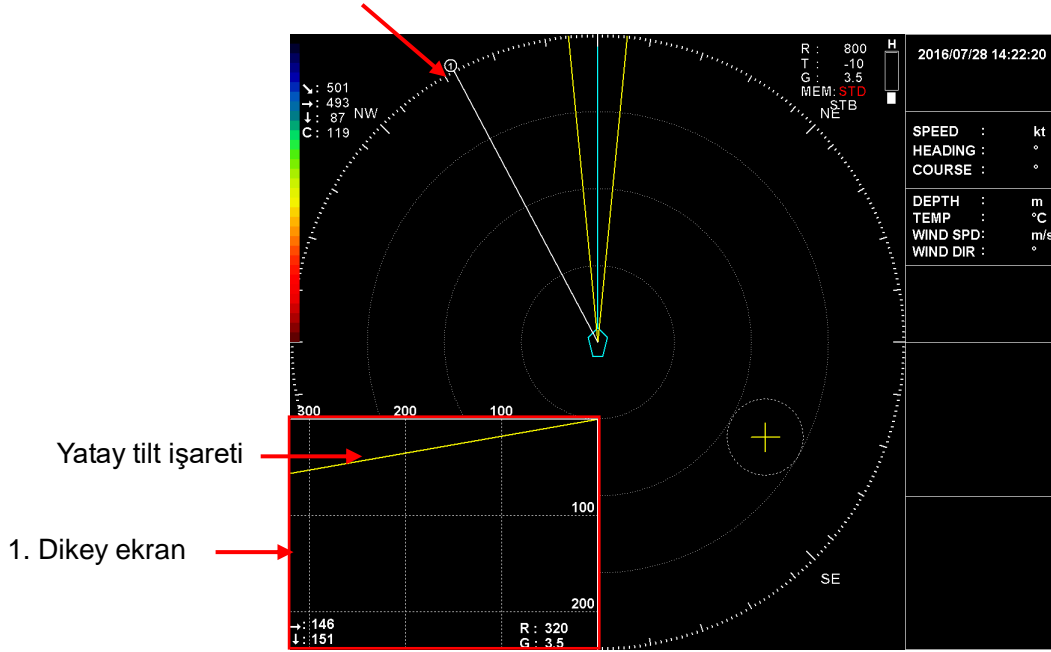 R : 800
T : -10
G : 3.5
MEM:STD
STB
H
2016/07/28 14:22:20
↘: 501
→: 493
↓: 87
C: 119
NW
NE
①
SPEED : kt
HEADING : °
COURSE : °
DEPTH : m
TEMP : °C
WIND SPD: m/s
WIND DIR : °
300 200 100
Yatay tilt işareti
100
1. Dikey ekran
SE
200
→: 146
↓: 151
R : 320
G : 3.5